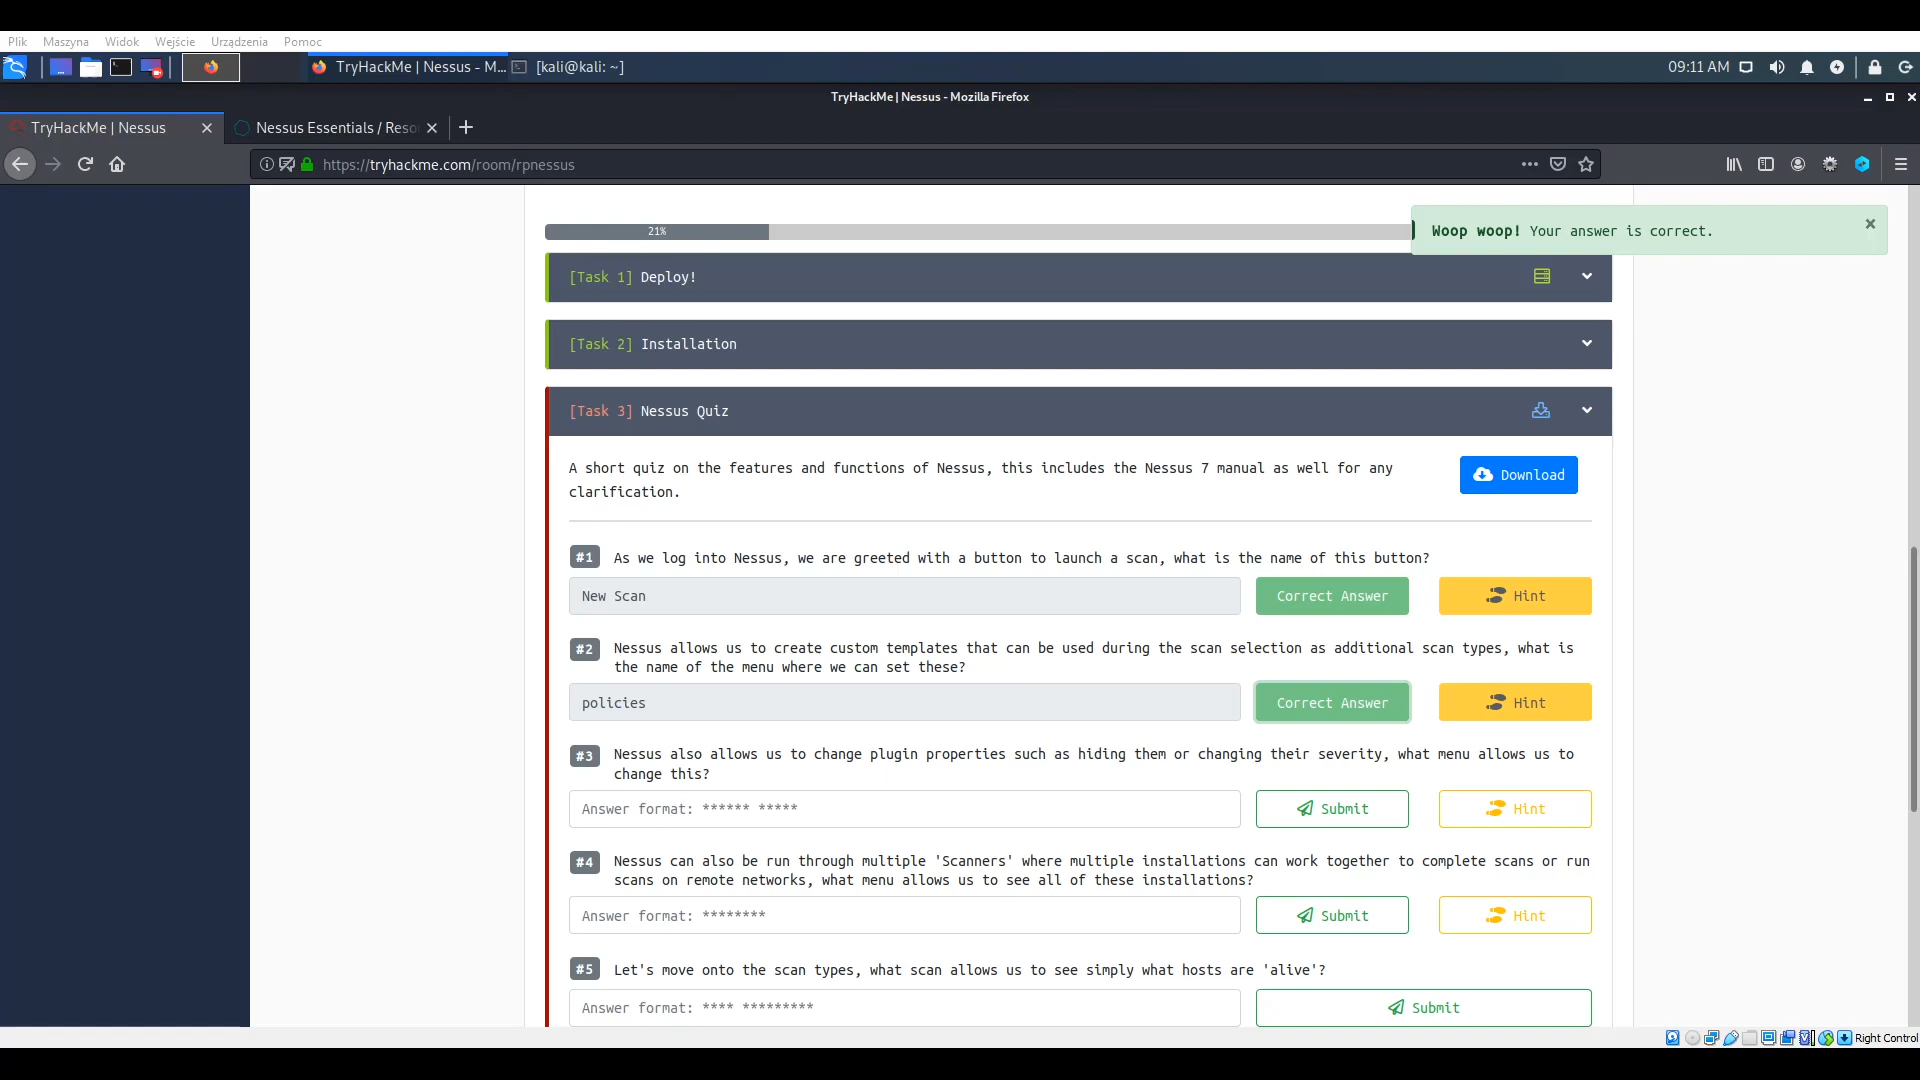 Plik Maszyna Widok Wejście Urządzenia Pomoc
TryHackMe | Nessus - M... [kali@kali: ~] 09:11 AM
TryHackMe | Nessus - Mozilla Firefox
TryHackMe | Nessus Nessus Essentials / Reso
https://tryhackme.com/room/rpnessus
21%
Woop woop! Your answer is correct.
[Task 1] Deploy!
[Task 2] Installation
[Task 3] Nessus Quiz
A short quiz on the features and functions of Nessus, this includes the Nessus 7 manual as well for any
clarification.
Download
#1 As we log into Nessus, we are greeted with a button to launch a scan, what is the name of this button?
New Scan Correct Answer Hint
#2 Nessus allows us to create custom templates that can be used during the scan selection as additional scan types, what is
the name of the menu where we can set these?
policies Correct Answer Hint
#3 Nessus also allows us to change plugin properties such as hiding them or changing their severity, what menu allows us to
change this?
Answer format: ****** ***** Submit Hint
#4 Nessus can also be run through multiple 'Scanners' where multiple installations can work together to complete scans or run
scans on remote networks, what menu allows us to see all of these installations?
Answer format: ******** Submit Hint
#5 Let's move onto the scan types, what scan allows us to see simply what hosts are 'alive'?
Answer format: **** ********* Submit
Right Control